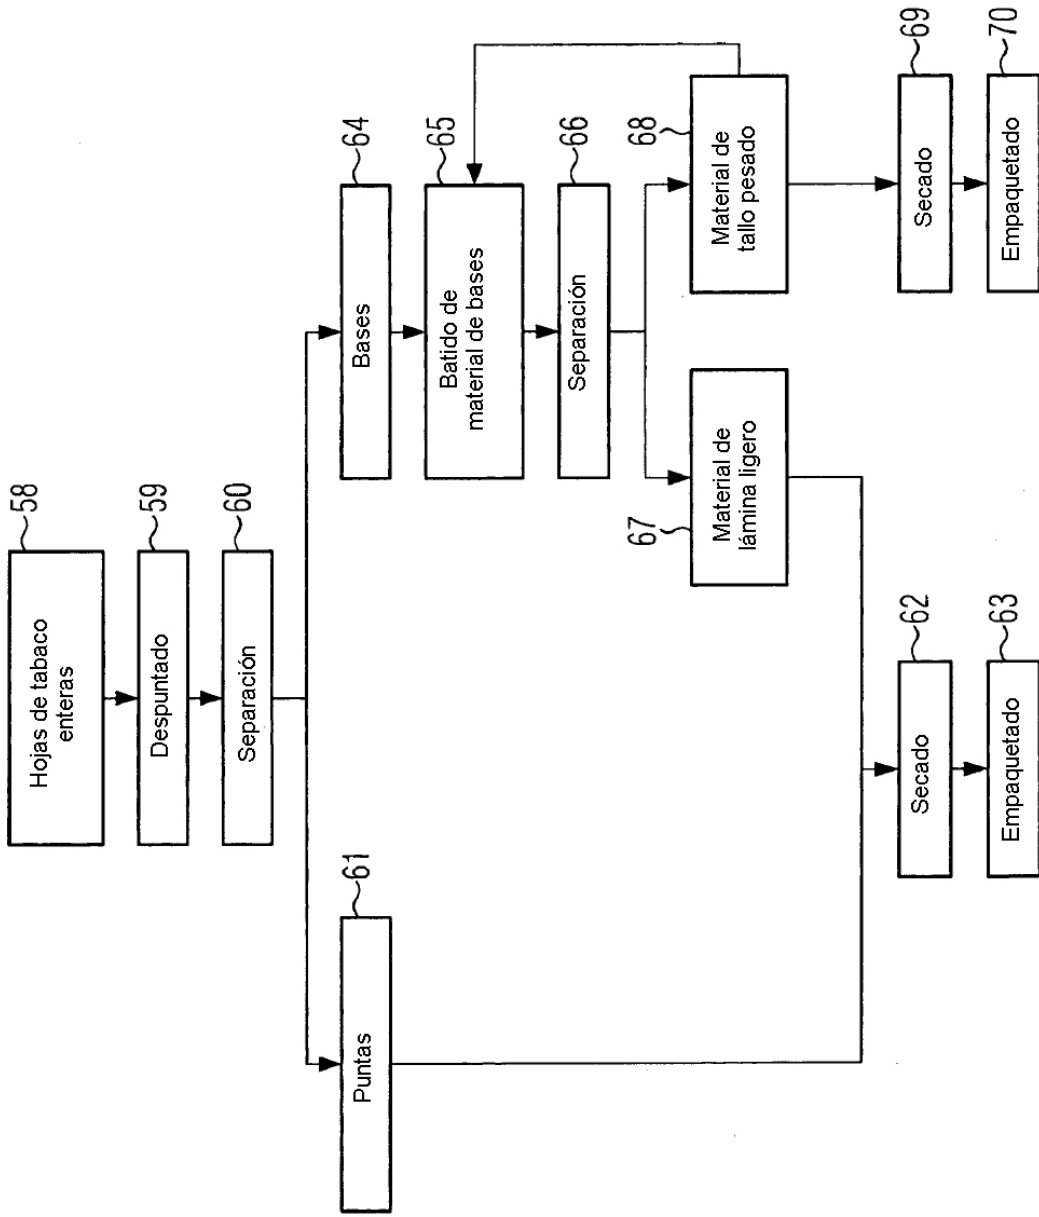 58
Hojas de tabaco
enteras
59
Despuntado
60
Separación
61
Puntas
64
Bases
65
Batido de
material de bases
66
Separación
67
Material de
lámina ligero
68
Material de
tallo pesado
62
Secado
63
Empaquetado
69
Secado
70
Empaquetado